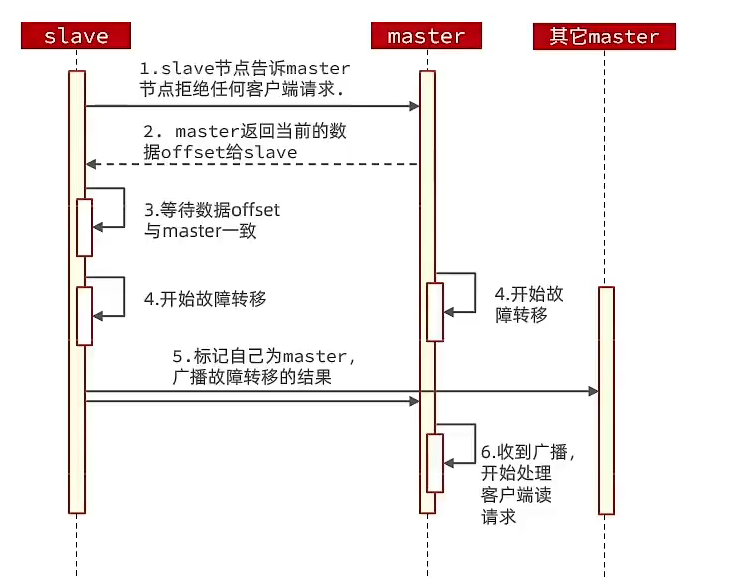 slave
master
其它master
1.slave节点告诉master
节点拒绝任何客户端请求.
2. master返回当前的数
据offset给slave
3.等待数据offset
与master一致
4.开始故障转移
4.开始故
障转移
5.标记自己为master,
广播故障转移的结果
6.收到广播，
开始处理
客户端读
请求